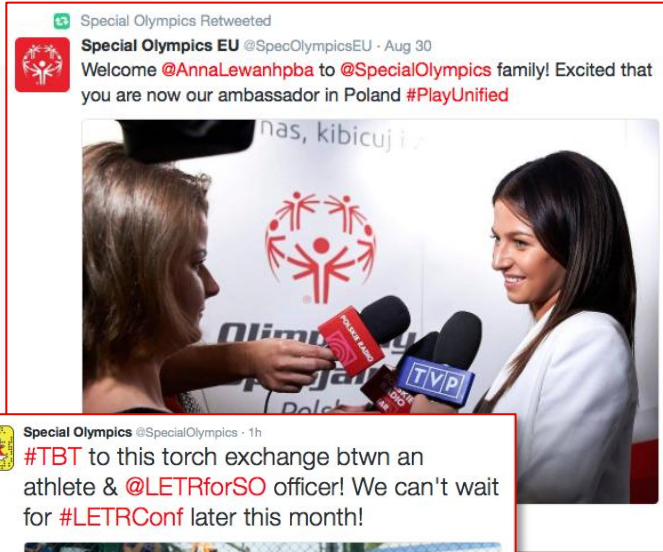 Special Olympics Retweeted
Special Olympics EU @SpecOlympicsEU · Aug 30
Welcome @AnnaLewanhpba to @SpecialOlympics family! Excited that
you are now our ambassador in Poland #PlayUnified
nas, kibicuj i
POLSKIE RADIO
TVP
Special Olympics @SpecialOlympics · 1h
#TBT to this torch exchange btwn an
athlete & @LETRforSO officer! We can't wait
for #LETRConf later this month!